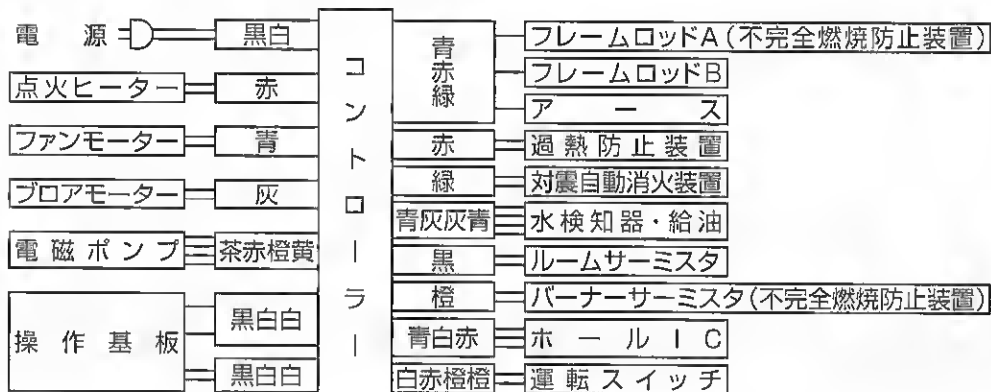 電源 黒白
点火ヒーター 赤
ファンモーター 青
ブロアモーター 灰
電磁ポンプ 茶赤橙黄
操作基板 黒白白
黒白白
コントローラー
青赤緑 フレームロッドA(不完全燃焼防止装置)
フレームロッドB
アース
赤 過熱防止装置
緑 対震自動消火装置
青灰灰青 水検知器・給油
黒 ルームサーミスタ
橙 バーナーサーミスタ(不完全燃焼防止装置)
青白赤 ホールIC
白赤橙橙 運転スイッチ